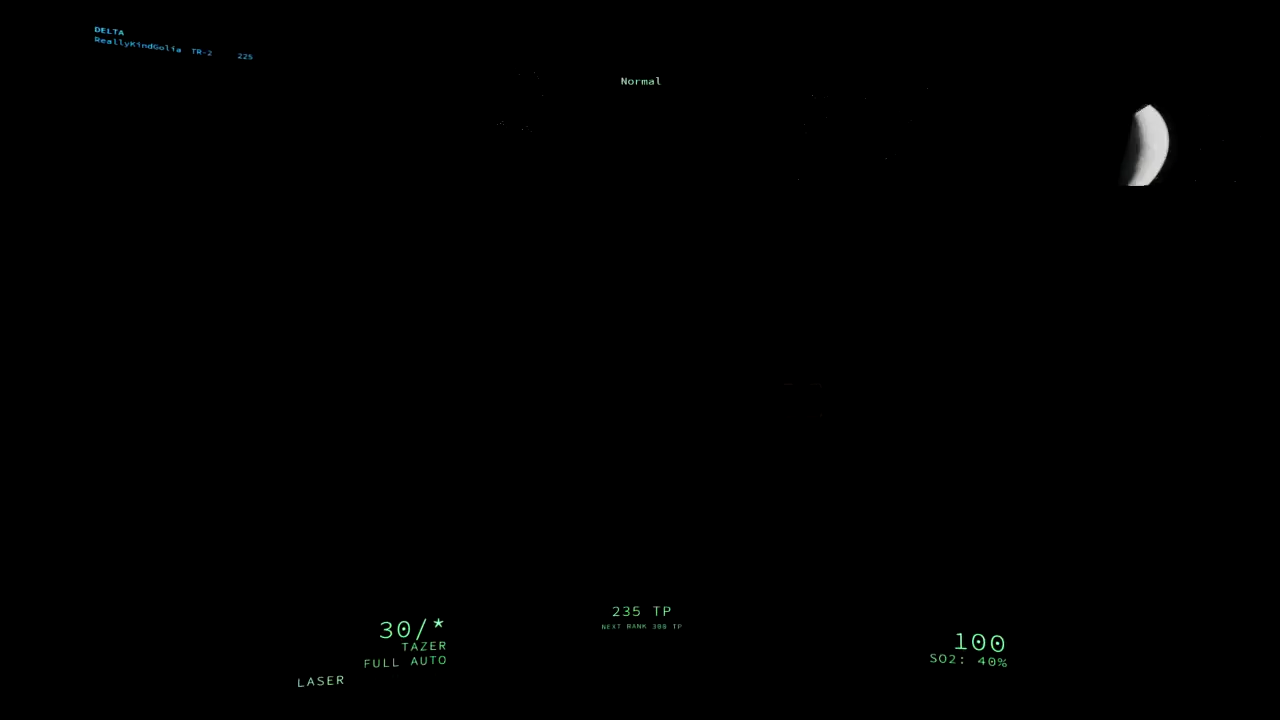 DELTA
ReallyKindGolia TR-2 225
Normal
30/*
TAZER
FULL AUTO
LASER
235 TP
NEXT RANK 300 TP
100
SO2: 40%